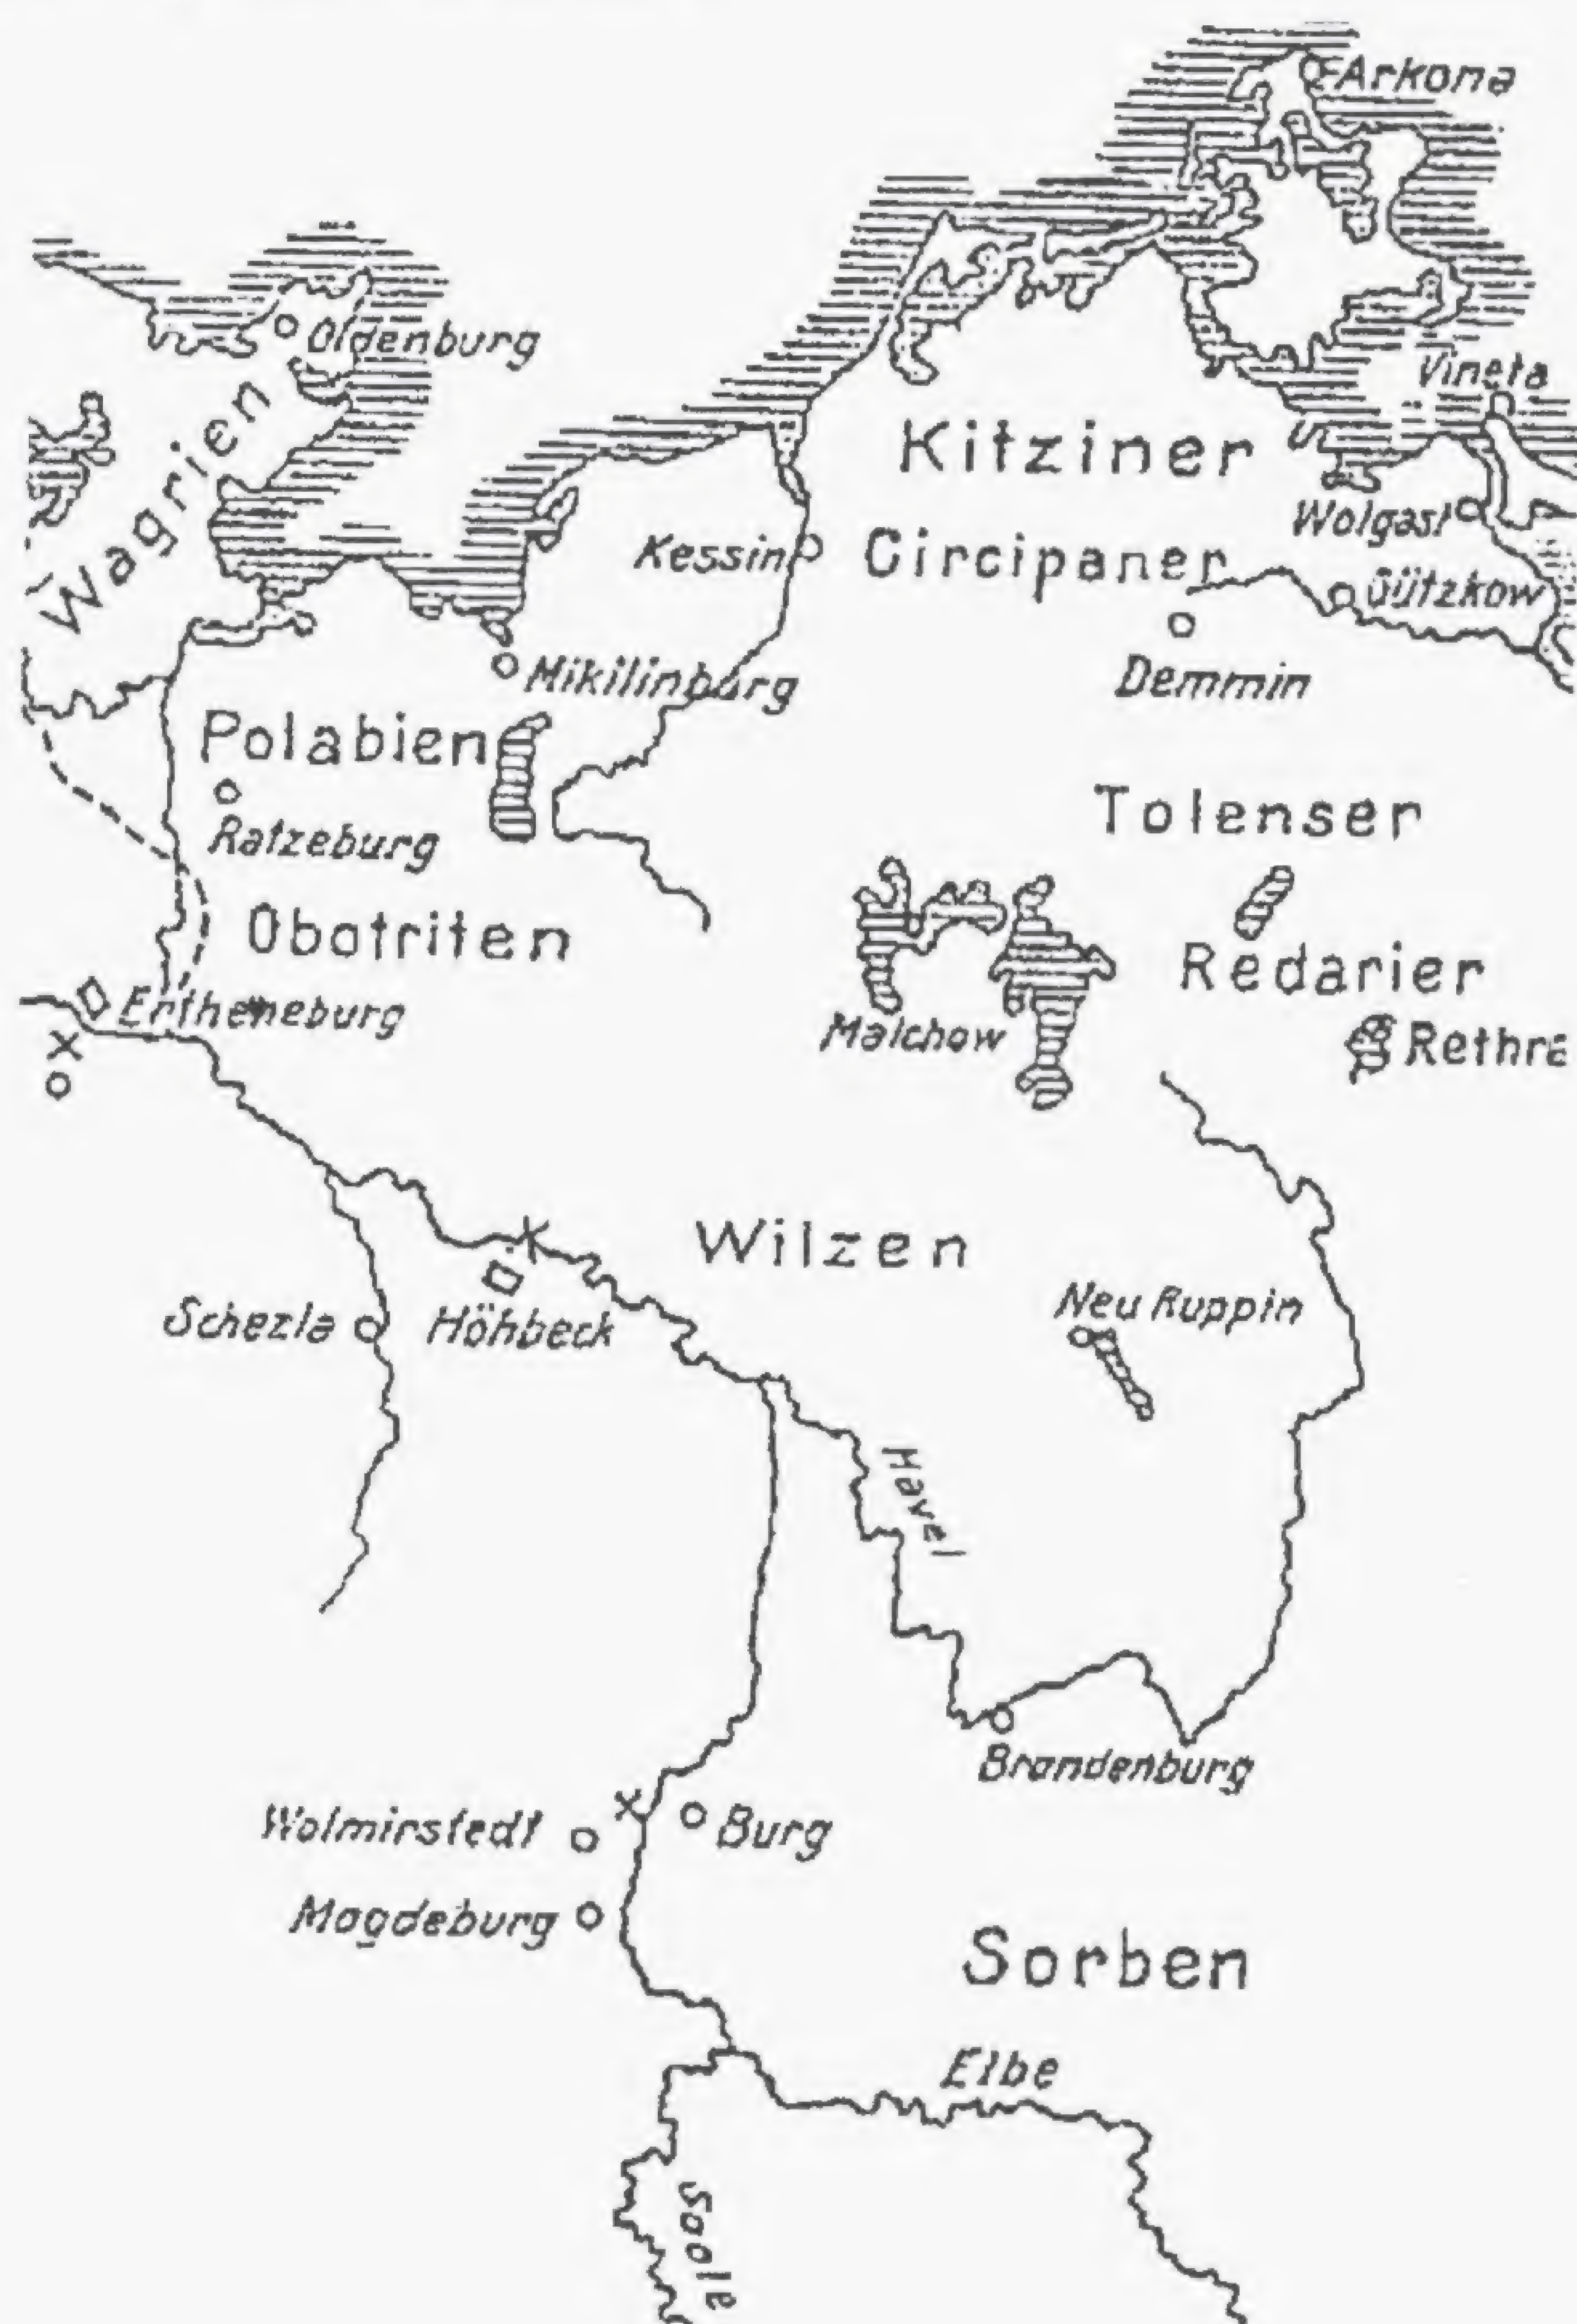 Arkona
Oldenburg
Vineta
Wagrien
Kitziner
Wolgast
Kessin
Circipaner
Gützkow
Mikilinburg
Demmin
Polabien
Ratzeburg
Tolenser
Obotriten
Redarier
Ertheneburg
Malchow
Rethra
Wilzen
Neu Ruppin
Schezla
Höhbeck
Havel
Brandenburg
Wolmirstedt
Burg
Magdeburg
Sorben
Elbe
Saale